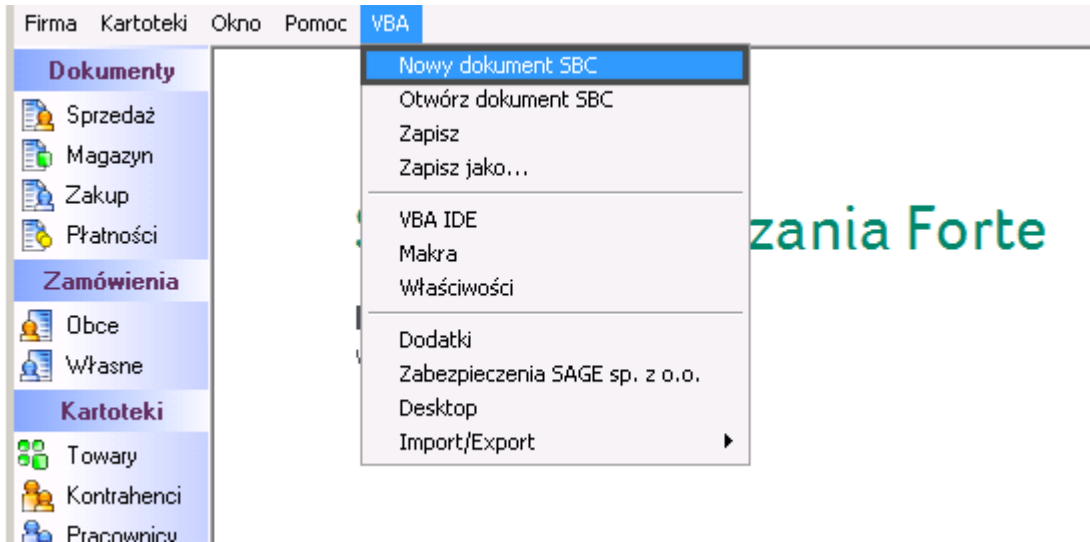 Firma Kartoteki Okno Pomoc VBA
Dokumenty
Sprzedaż
Magazyn
Zakup
Płatności
Zamówienia
Obce
Własne
Kartoteki
Towary
Kontrahenci
Pracownicy
Nowy dokument SBC
Otwórz dokument SBC
Zapisz
Zapisz jako...
VBA IDE
Makra
Właściwości
Dodatki
Zabezpieczenia SAGE sp. z o.o.
Desktop
Import/Export
zania Forte